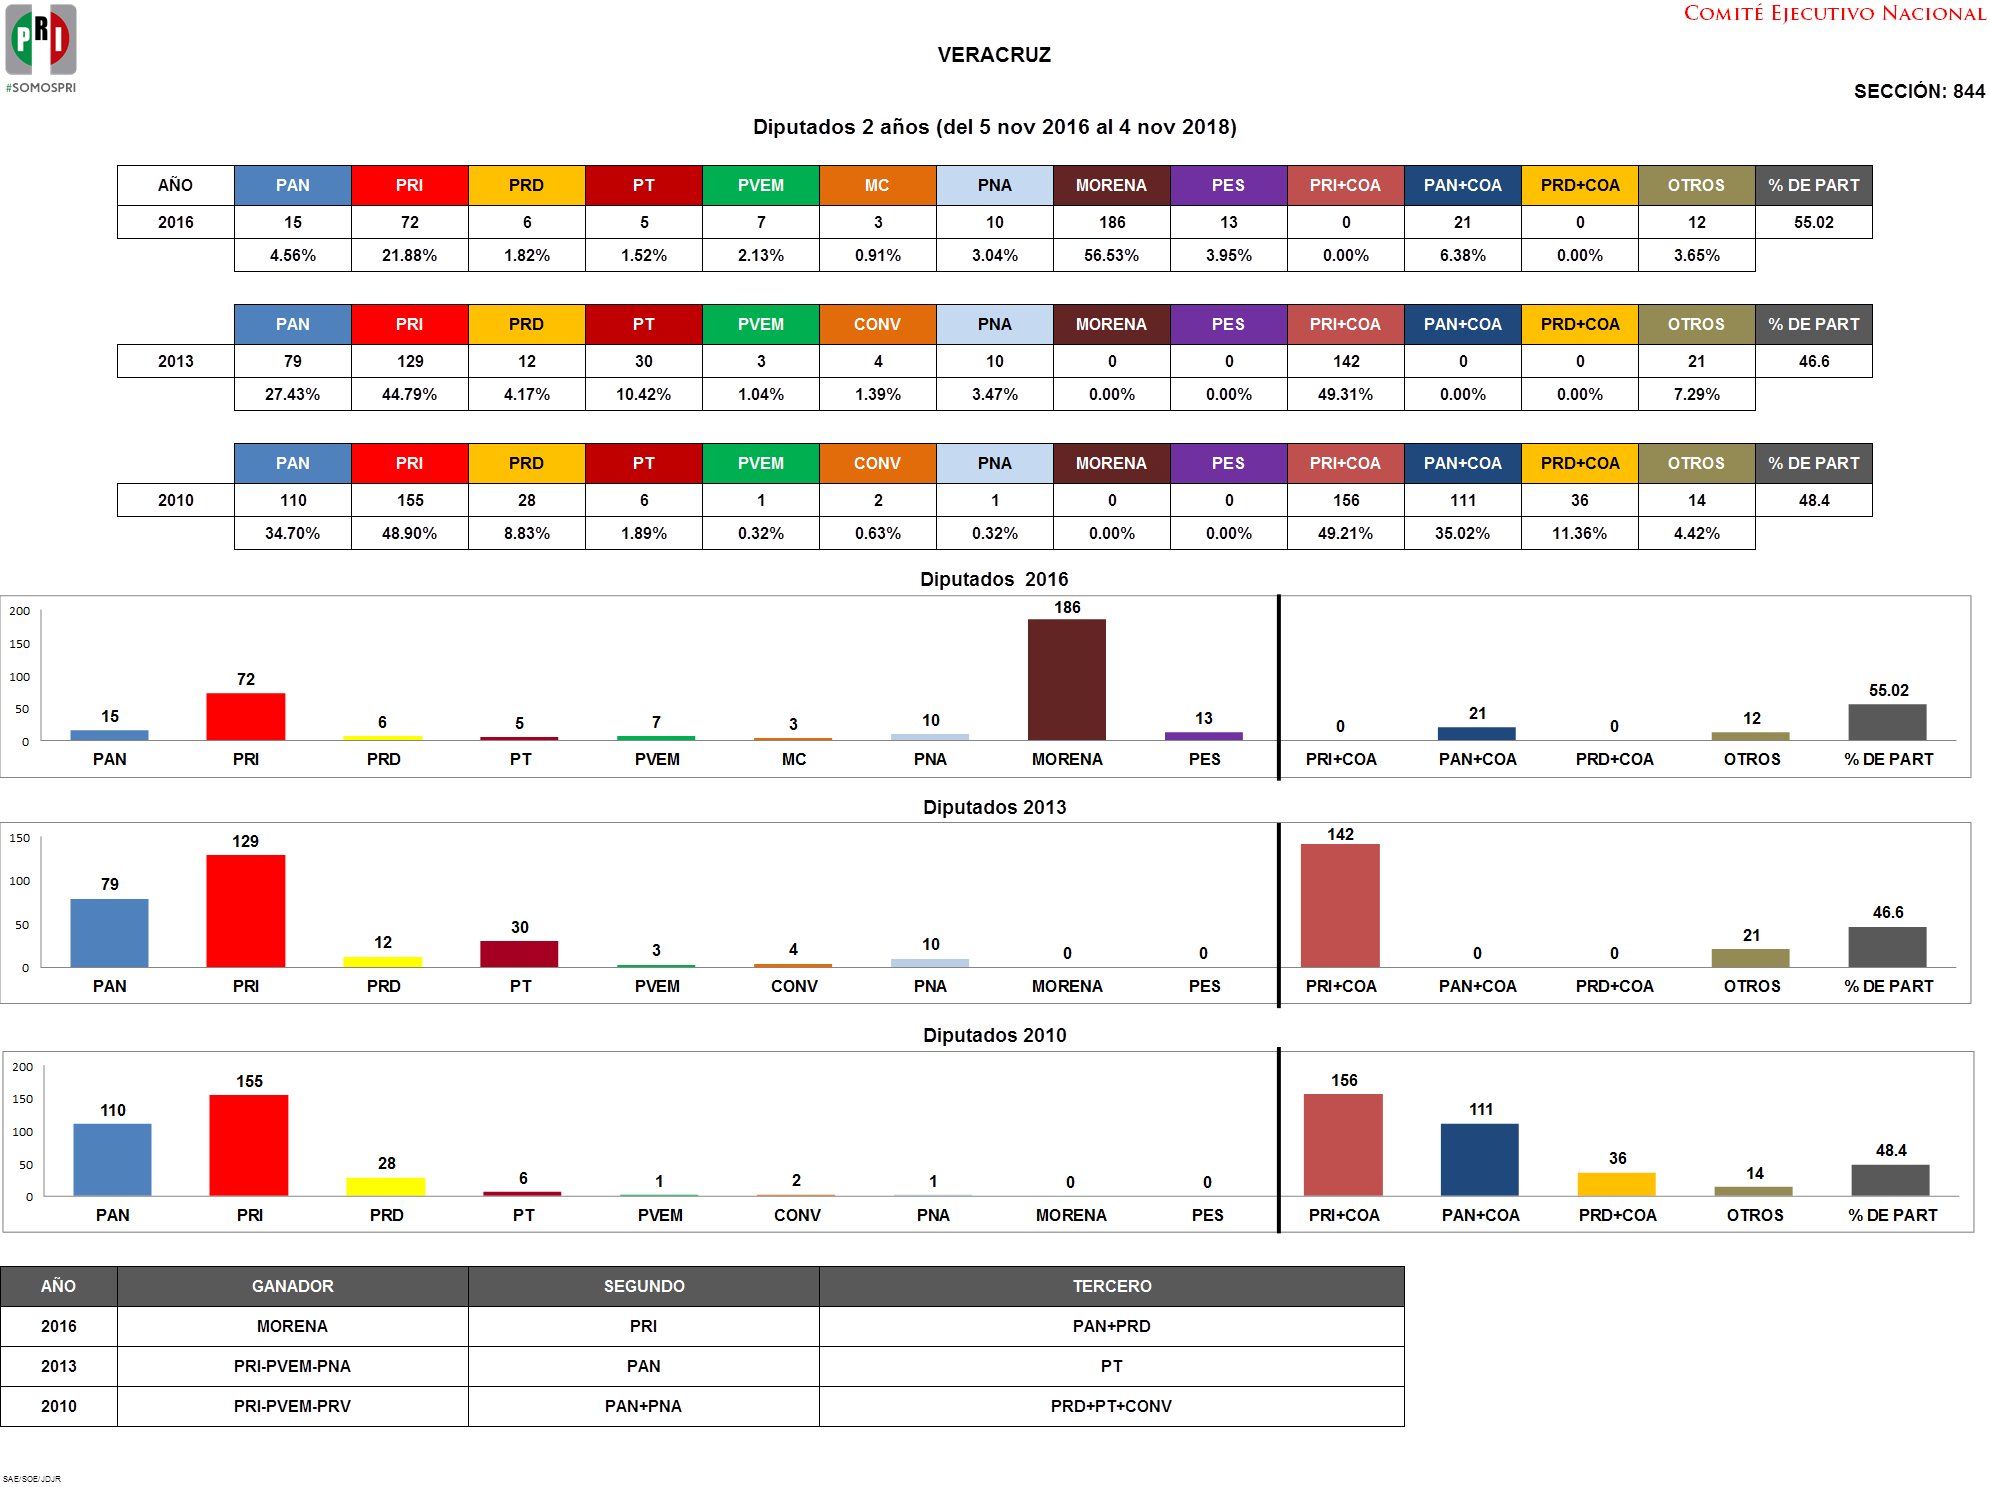 PRI
#SOMOSPRI
COMITÉ EJECUTIVO NACIONAL
VERACRUZ
SECCIÓN: 844
Diputados 2 años (del 5 nov 2016 al 4 nov 2018)
AÑO PAN PRI PRD PT PVEM MC PNA MORENA PES PRI+COA PAN+COA PRD+COA OTROS % DE PART
2016 15 72 6 5 7 3 10 186 13 0 21 0 12 55.02
4.56% 21.88% 1.82% 1.52% 2.13% 0.91% 3.04% 56.53% 3.95% 0.00% 6.38% 0.00% 3.65%
PAN PRI PRD PT PVEM CONV PNA MORENA PES PRI+COA PAN+COA PRD+COA OTROS % DE PART
2013 79 129 12 30 3 4 10 0 0 142 0 0 21 46.6
27.43% 44.79% 4.17% 10.42% 1.04% 1.39% 3.47% 0.00% 0.00% 49.31% 0.00% 0.00% 7.29%
PAN PRI PRD PT PVEM CONV PNA MORENA PES PRI+COA PAN+COA PRD+COA OTROS % DE PART
2010 110 155 28 6 1 2 1 0 0 156 111 36 14 48.4
34.70% 48.90% 8.83% 1.89% 0.32% 0.63% 0.32% 0.00% 0.00% 49.21% 35.02% 11.36% 4.42%
Diputados 2016
200
150
100
50
0
15 72 6 5 7 3 10 186 13 0 21 0 12 55.02
PAN PRI PRD PT PVEM MC PNA MORENA PES PRI+COA PAN+COA PRD+COA OTROS % DE PART
Diputados 2013
150
100
50
0
79 129 12 30 3 4 10 0 0 142 0 0 21 46.6
PAN PRI PRD PT PVEM CONV PNA MORENA PES PRI+COA PAN+COA PRD+COA OTROS % DE PART
Diputados 2010
200
150
100
50
0
110 155 28 6 1 2 1 0 0 156 111 36 14 48.4
PAN PRI PRD PT PVEM CONV PNA MORENA PES PRI+COA PAN+COA PRD+COA OTROS % DE PART
AÑO GANADOR SEGUNDO TERCERO
2016 MORENA PRI PAN+PRD
2013 PRI-PVEM-PNA PAN PT
2010 PRI-PVEM-PRV PAN+PNA PRD+PT+CONV
SAE/SOE/JDJR